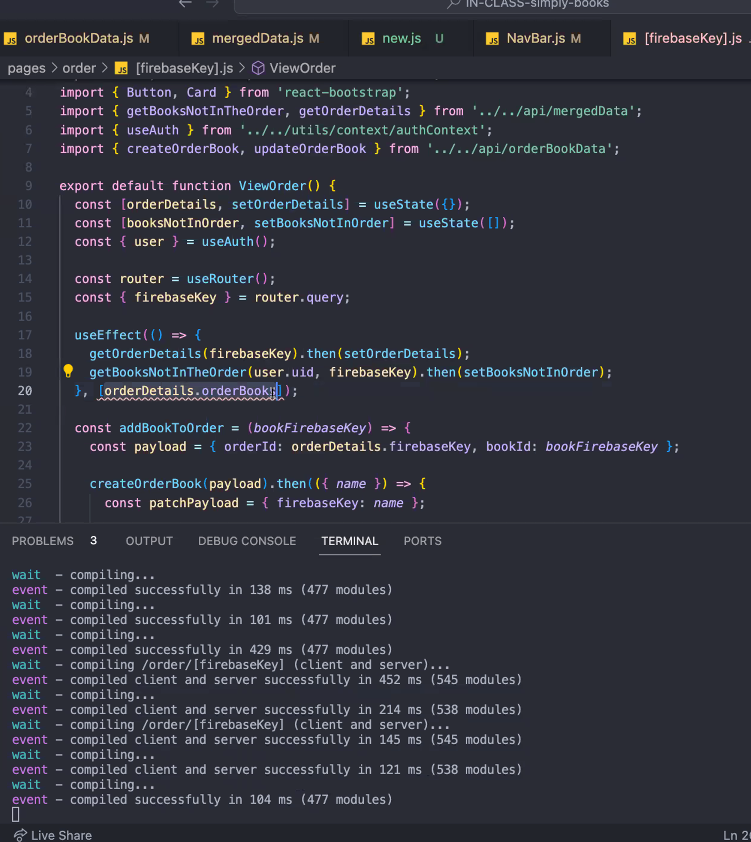 IN-CLASS-simply-books
JS orderBookData.js M JS mergedData.js M JS new.js U JS NavBar.js M JS [firebaseKey].js
pages > order > JS [firebaseKey].js > ViewOrder
4 import { Button, Card } from 'react-bootstrap';
5 import { getBooksNotInTheOrder, getOrderDetails } from '../../api/mergedData';
6 import { useAuth } from '../../utils/context/authContext';
7 import { createOrderBook, updateOrderBook } from '../../api/orderBookData';
8
9 export default function ViewOrder() {
10 const [orderDetails, setOrderDetails] = useState({});
11 const [booksNotInOrder, setBooksNotInOrder] = useState([]);
12 const { user } = useAuth();
13
14 const router = useRouter();
15 const { firebaseKey } = router.query;
16
17 useEffect(() => {
18 getOrderDetails(firebaseKey).then(setOrderDetails);
19 getBooksNotInTheOrder(user.uid, firebaseKey).then(setBooksNotInOrder);
20 }, [orderDetails.orderBooks]);
21
22 const addBookToOrder = (bookFirebaseKey) => {
23 const payload = { orderId: orderDetails.firebaseKey, bookId: bookFirebaseKey };
24
25 createOrderBook(payload).then(({ name }) => {
26 const patchPayload = { firebaseKey: name };
27
PROBLEMS 3 OUTPUT DEBUG CONSOLE TERMINAL PORTS
wait - compiling...
event - compiled successfully in 138 ms (477 modules)
wait - compiling...
event - compiled successfully in 101 ms (477 modules)
wait - compiling...
event - compiled successfully in 429 ms (477 modules)
wait - compiling /order/[firebaseKey] (client and server)...
event - compiled client and server successfully in 452 ms (545 modules)
wait - compiling...
event - compiled client and server successfully in 214 ms (538 modules)
wait - compiling /order/[firebaseKey] (client and server)...
event - compiled client and server successfully in 145 ms (545 modules)
wait - compiling...
event - compiled client and server successfully in 121 ms (538 modules)
wait - compiling...
event - compiled successfully in 104 ms (477 modules)
Live Share Ln 20